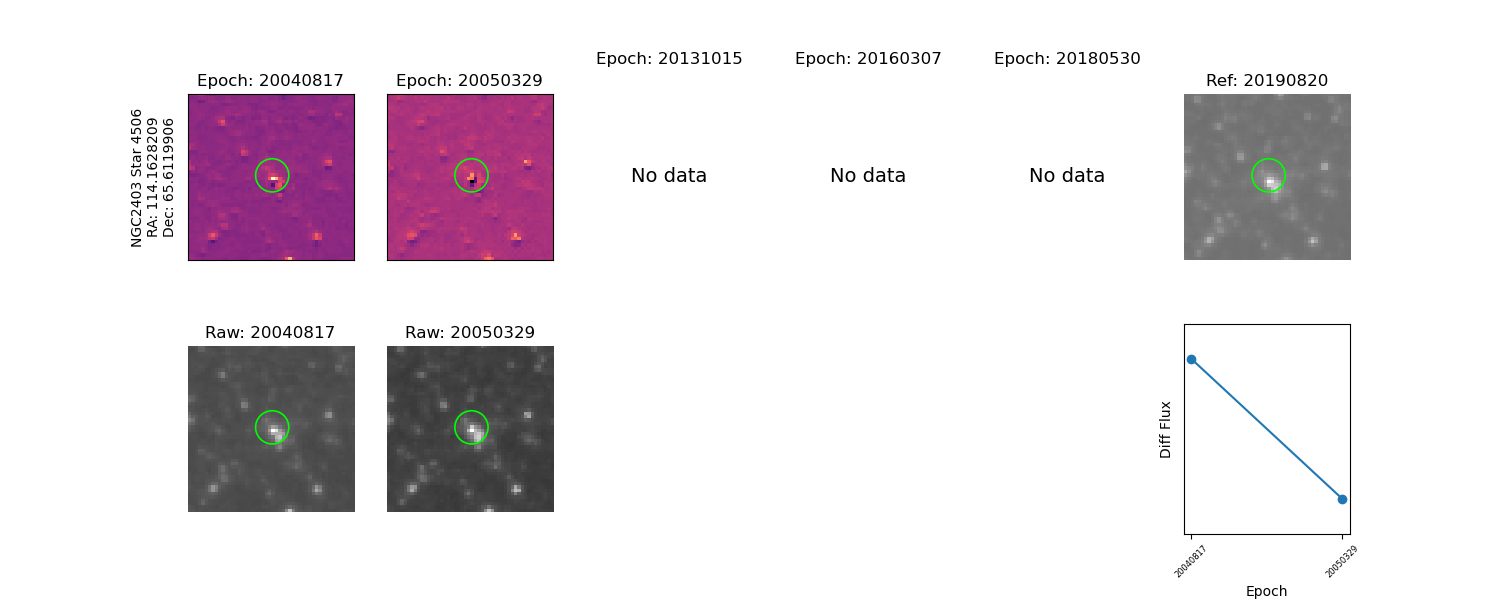 Epoch: 20040817
Epoch: 20050329
Epoch: 20131015
Epoch: 20160307
Epoch: 20180530
Ref: 20190820
NGC2403 Star 4506
RA: 114.1628209
Dec: 65.6119906
No data
No data
No data
Raw: 20040817
Raw: 20050329
Diff Flux
20040817
20050329
Epoch